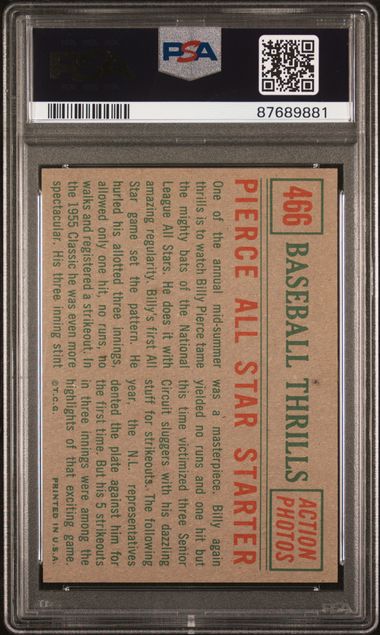 PSA
PSA
87689881
466 BASEBALL THRILLS ACTION PHOTOS
PIERCE ALL STAR STARTER
One of the annual mid-summer
thrills is to watch Billy Pierce tame
the mighty bats of the National
League All Stars. He does it with
amazing regularity. Billy's first All
Star game set the pattern. He
hurled his allotted three innings,
allowed only one hit, no runs, no
walks and registered a strikeout. In
the 1955 Classic he was even more
spectacular. His three inning stint
was a masterpiece. Billy again
yielded no runs and one hit but
this time victimized three Senior
Circuit sluggers with his dazzling
stuff for strikeouts. The following
year, the N.L. representatives
dented the plate against him for
the first time. But his 5 strikeouts
in three innings were among the
highlights of that exciting game.
© T.C.G. PRINTED IN U.S.A.